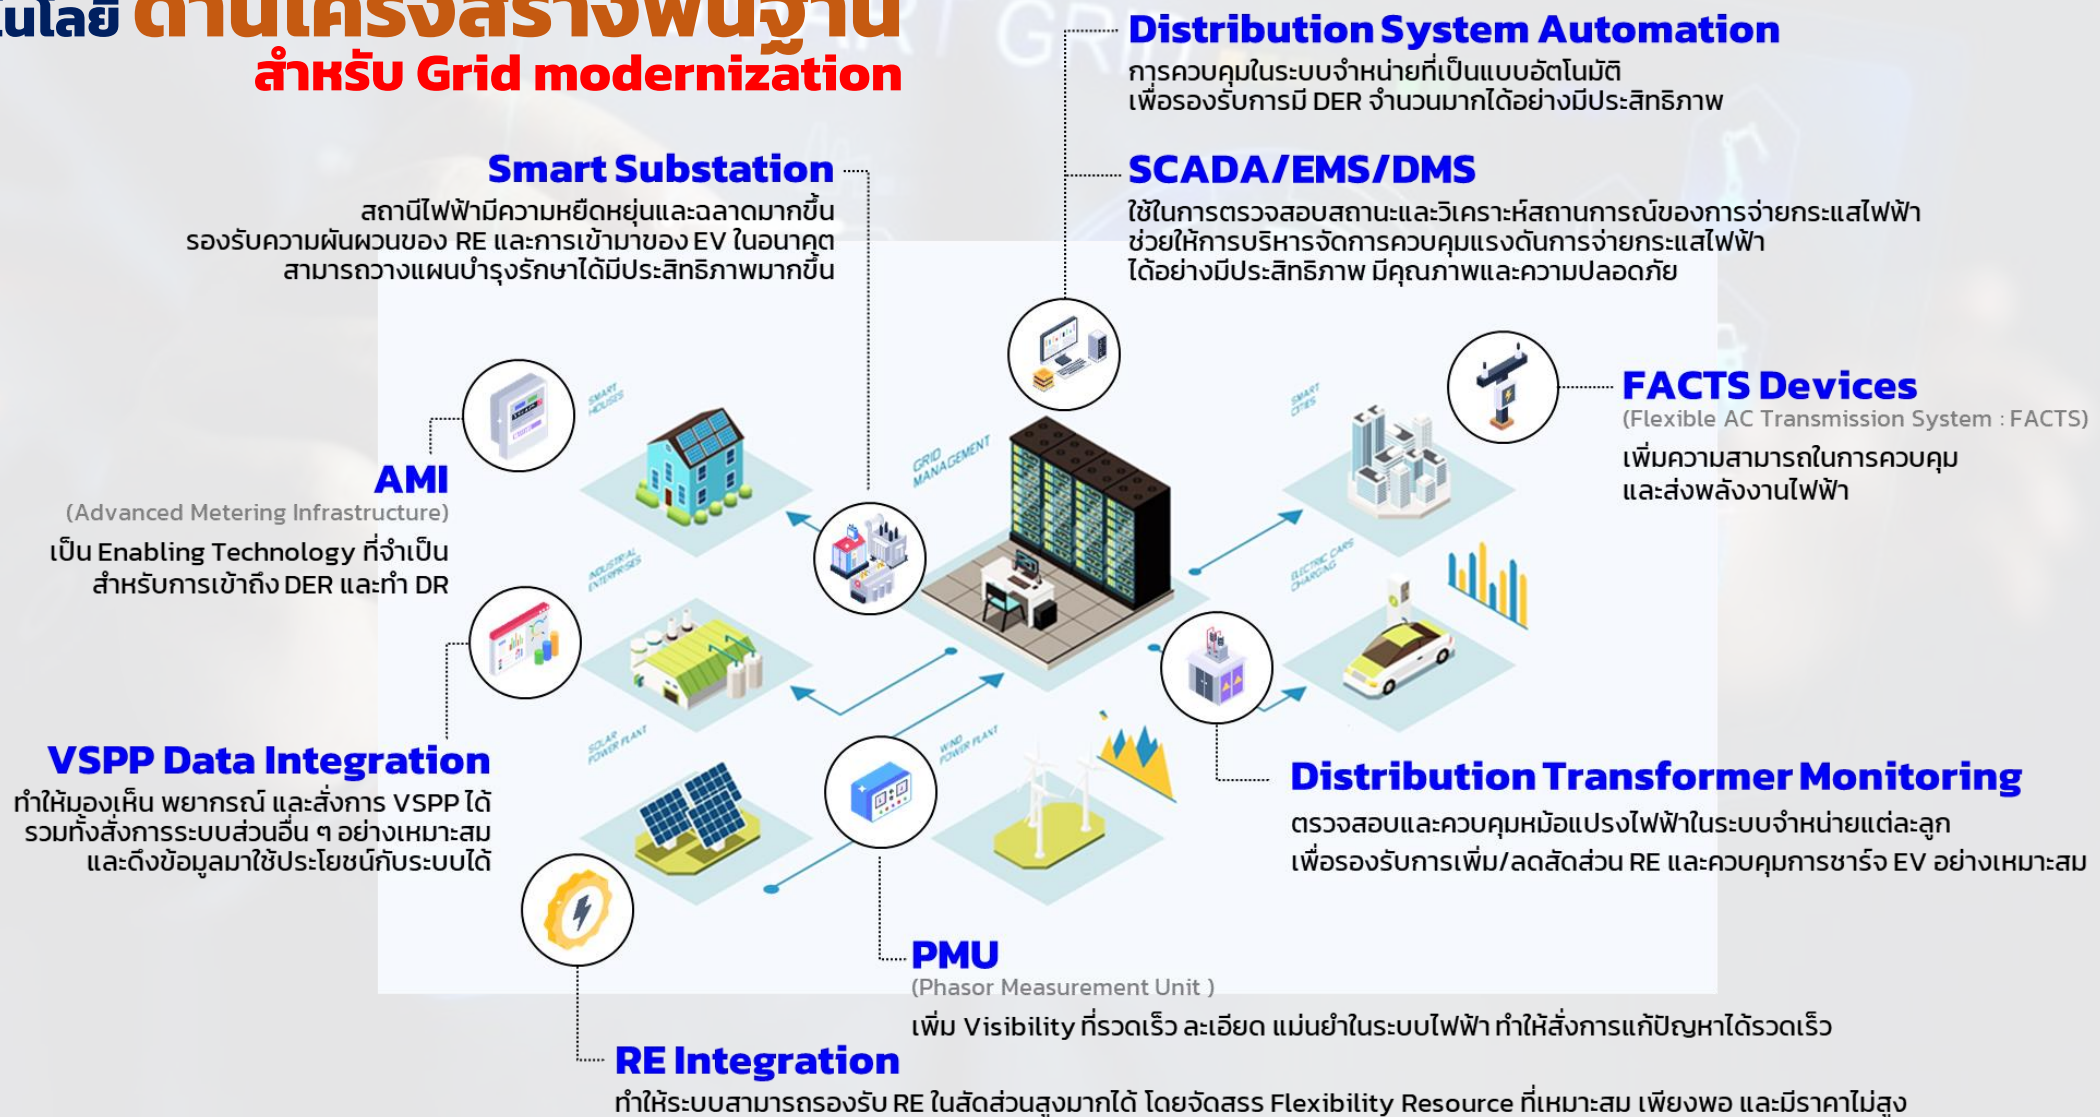 ด้านโครงสร้างพื้นฐาน
สำหรับ Grid modernization
Distribution System Automation
การควบคุมในระบบจำหน่ายที่เป็นแบบอัตโนมัติ
เพื่อรองรับการมี DER จำนวนมากได้อย่างมีประสิทธิภาพ
Smart Substation
สถานีไฟฟ้ามีความหยืดหยุ่นและฉลาดมากขึ้น
รองรับความผันผวนของ RE และการเข้ามาของ EV ในอนาคต
สามารถวางแผนบำรุงรักษาได้มีประสิทธิภาพมากขึ้น
SCADA/EMS/DMS
ใช้ในการตรวจสอบสถานะและวิเคราะห์สถานการณ์ของการจ่ายกระแสไฟฟ้า
ช่วยให้การบริหารจัดการควบคุมแรงดันการจ่ายกระแสไฟฟ้า
ได้อย่างมีประสิทธิภาพ มีคุณภาพและความปลอดภัย
FACTS Devices
(Flexible AC Transmission System : FACTS)
เพิ่มความสามารถในการควบคุม
และส่งพลังงานไฟฟ้า
AMI
(Advanced Metering Infrastructure)
เป็น Enabling Technology ที่จำเป็น
สำหรับการเข้าถึง DER และทำ DR
SMART
HOUSES
GRID
MANAGEMENT
SMART
CITIES
INDUSTRIAL
ENTERPRISES
ELECTRIC CARS
CHARGING
SOLAR
POWER PLANT
WIND
POWER PLANT
VSPP Data Integration
ทำให้มองเห็น พยากรณ์ และสั่งการ VSPP ได้
รวมทั้งสั่งการระบบส่วนอื่น ๆ อย่างเหมาะสม
และดึงข้อมูลมาใช้ประโยชน์กับระบบได้
Distribution Transformer Monitoring
ตรวจสอบและควบคุมหม้อแปรงไฟฟ้าในระบบจำหน่ายแต่ละลูก
เพื่อรองรับการเพิ่ม/ลดสัดส่วน RE และควบคุมการชาร์จ EV อย่างเหมาะสม
PMU
(Phasor Measurement Unit )
เพิ่ม Visibility ที่รวดเร็ว ละเอียด แม่นยำในระบบไฟฟ้า ทำให้สั่งการแก้ปัญหาได้รวดเร็ว
RE Integration
ทำให้ระบบสามารถรองรับ RE ในสัดส่วนสูงมากได้ โดยจัดสรร Flexibility Resource ที่เหมาะสม เพียงพอ และมีราคาไม่สูง